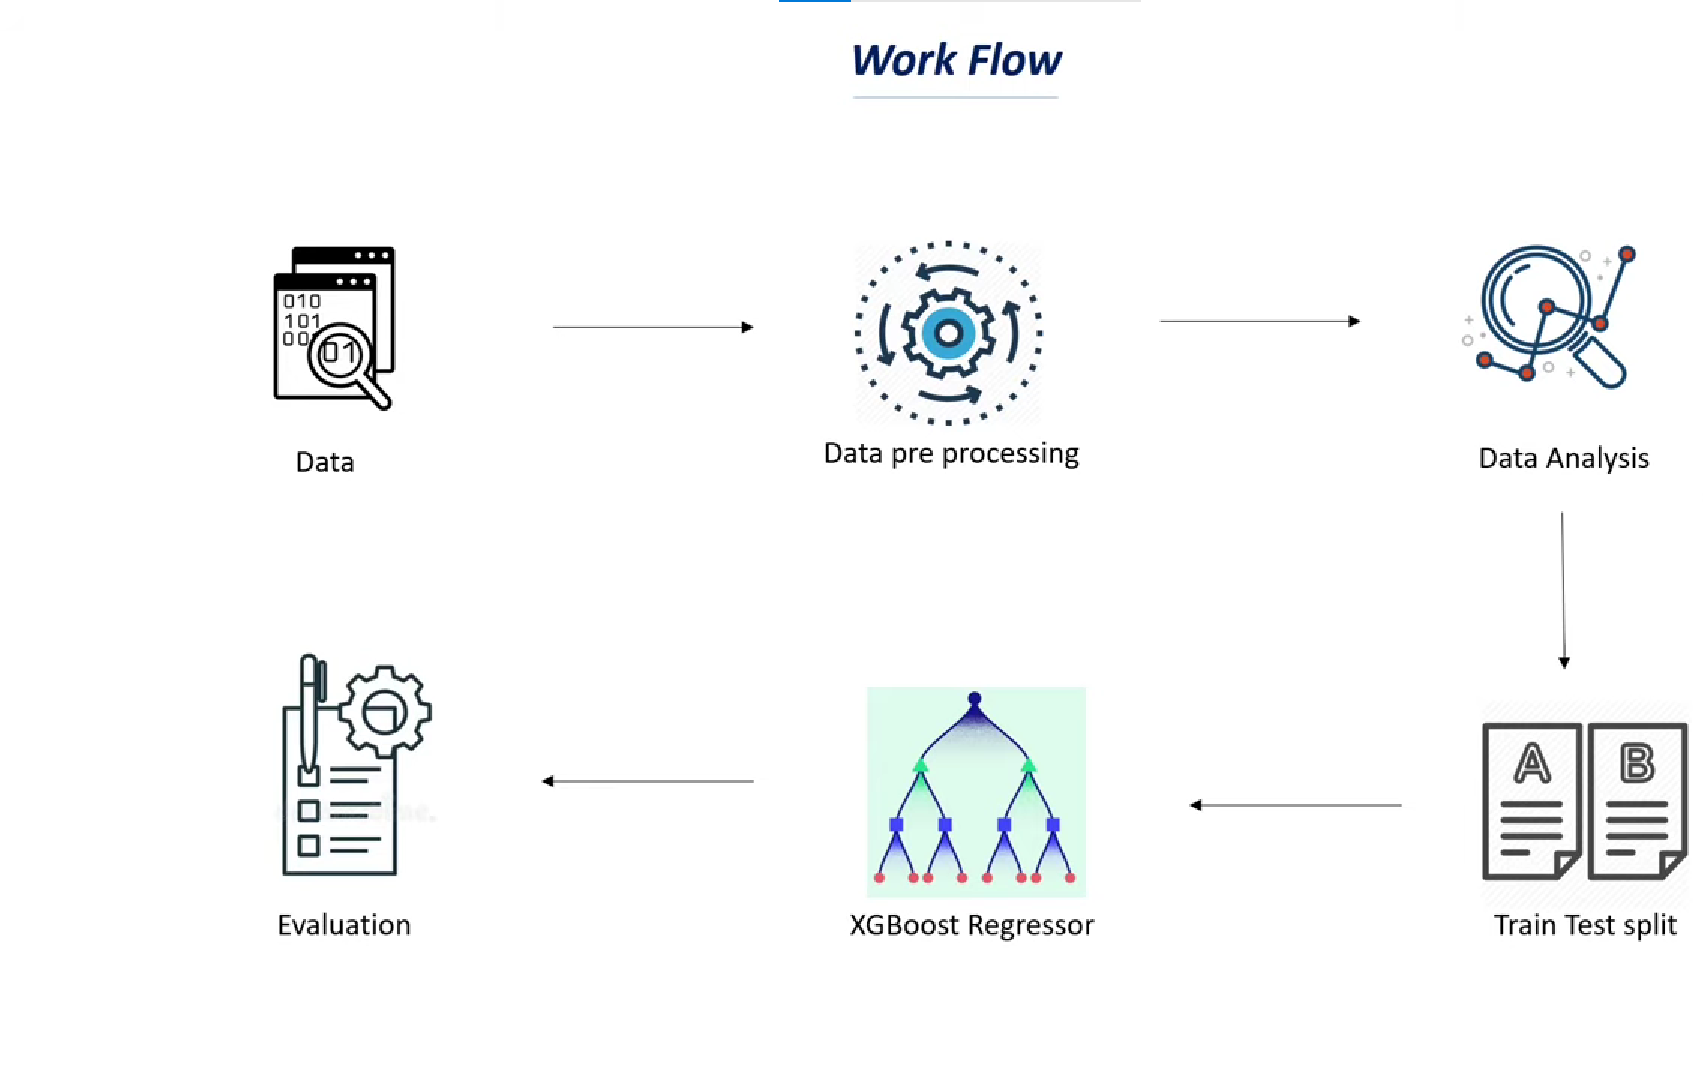 Work Flow
010
101
00
01
Data
Data pre processing
Data Analysis
A
B
Evaluation
XGBoost Regressor
Train Test split